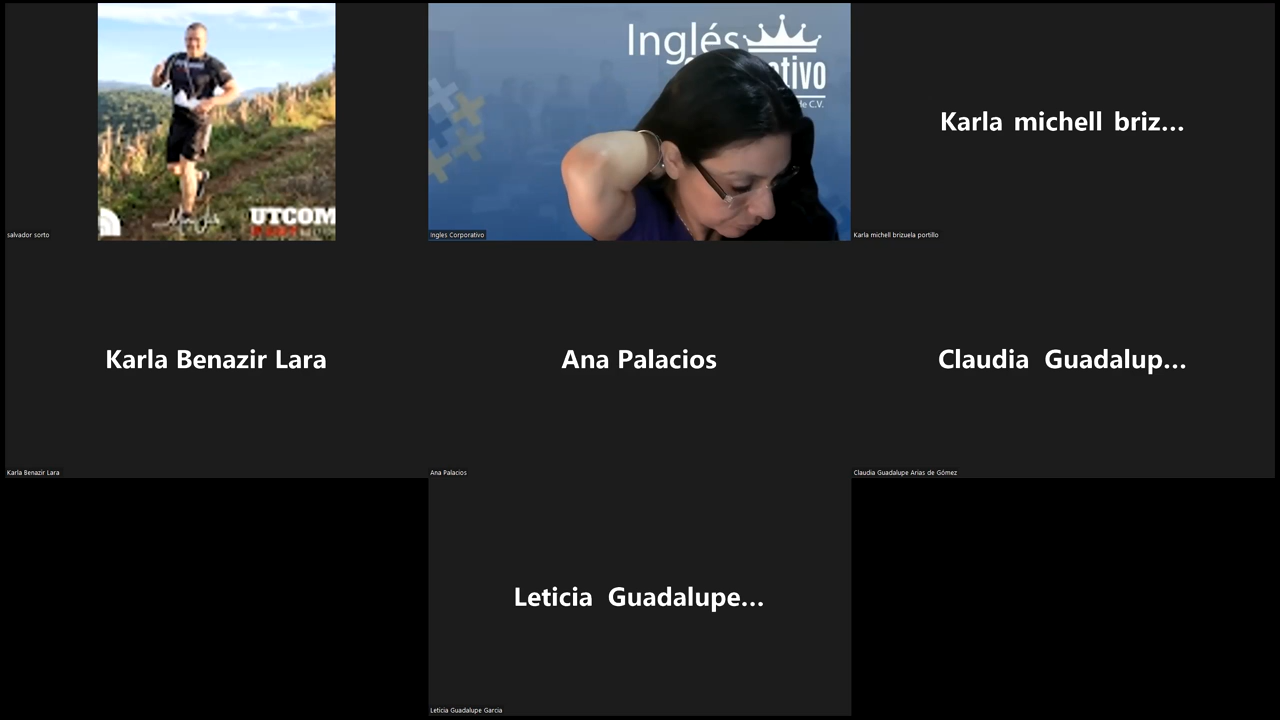 UTCOM
salvador sorto
Inglés
tivo
de C.V.
Ingles Corporativo
Karla michell briz...
Karla michell brizuela portillo
Karla Benazir Lara
Karla Benazir Lara
Ana Palacios
Ana Palacios
Claudia Guadalup...
Claudia Guadalupe Arias de Gómez
Leticia Guadalupe...
Leticia Guadalupe Garcia